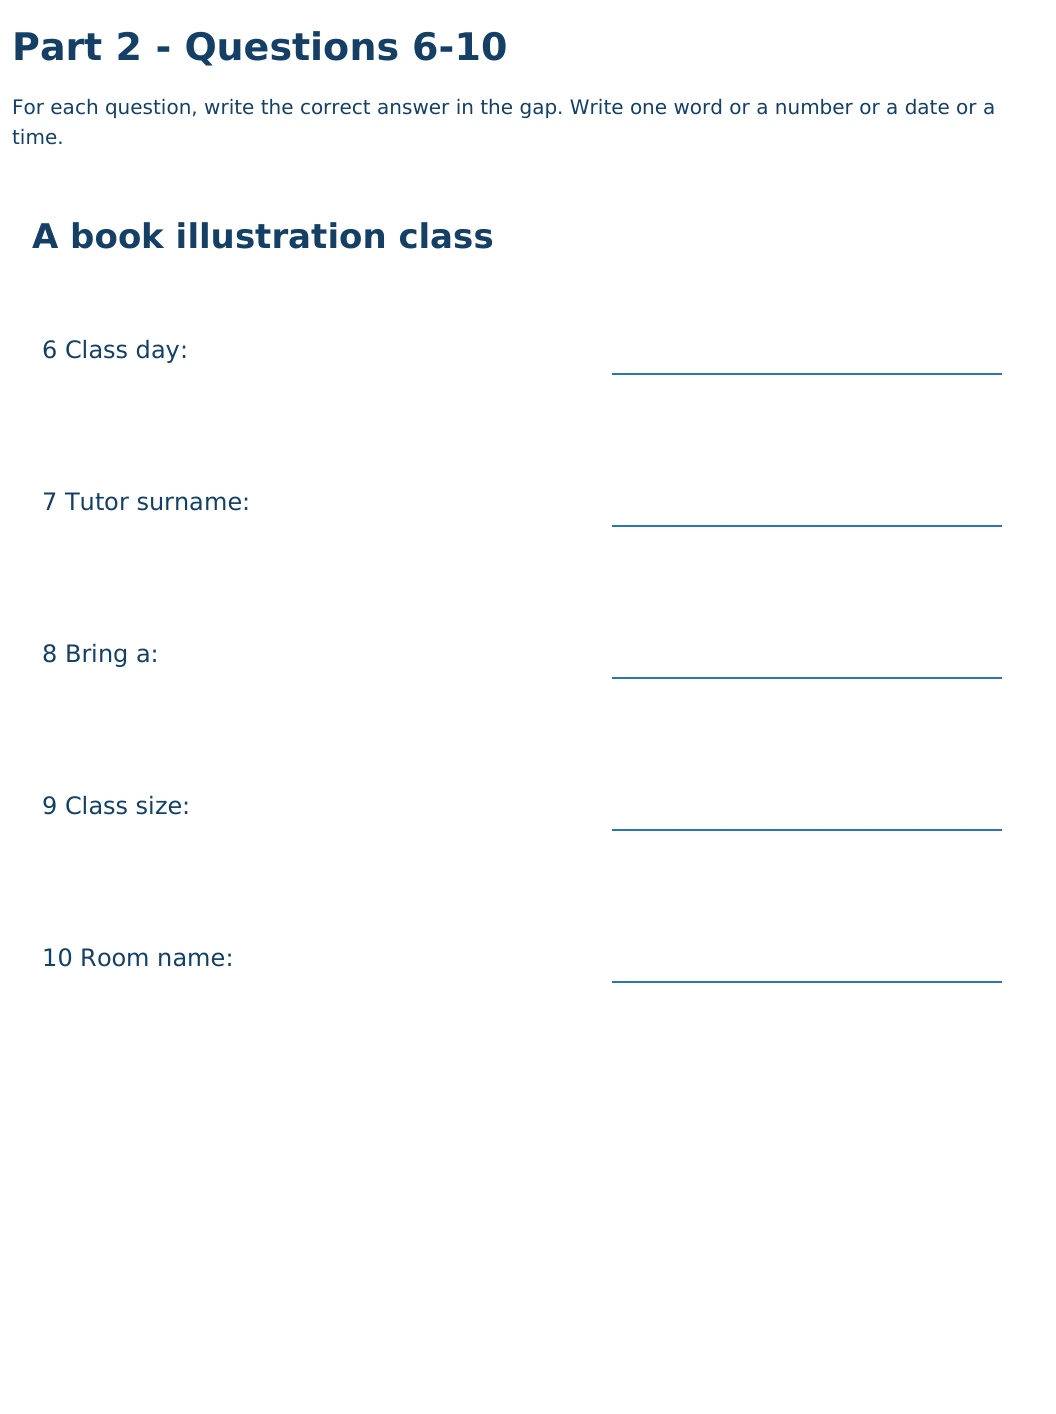 Part 2 - Questions 6-10
For each question, write the correct answer in the gap. Write one word or a number or a date or a
time.
A book illustration class
6 Class day:
7 Tutor surname:
8 Bring a:
9 Class size:
10 Room name: